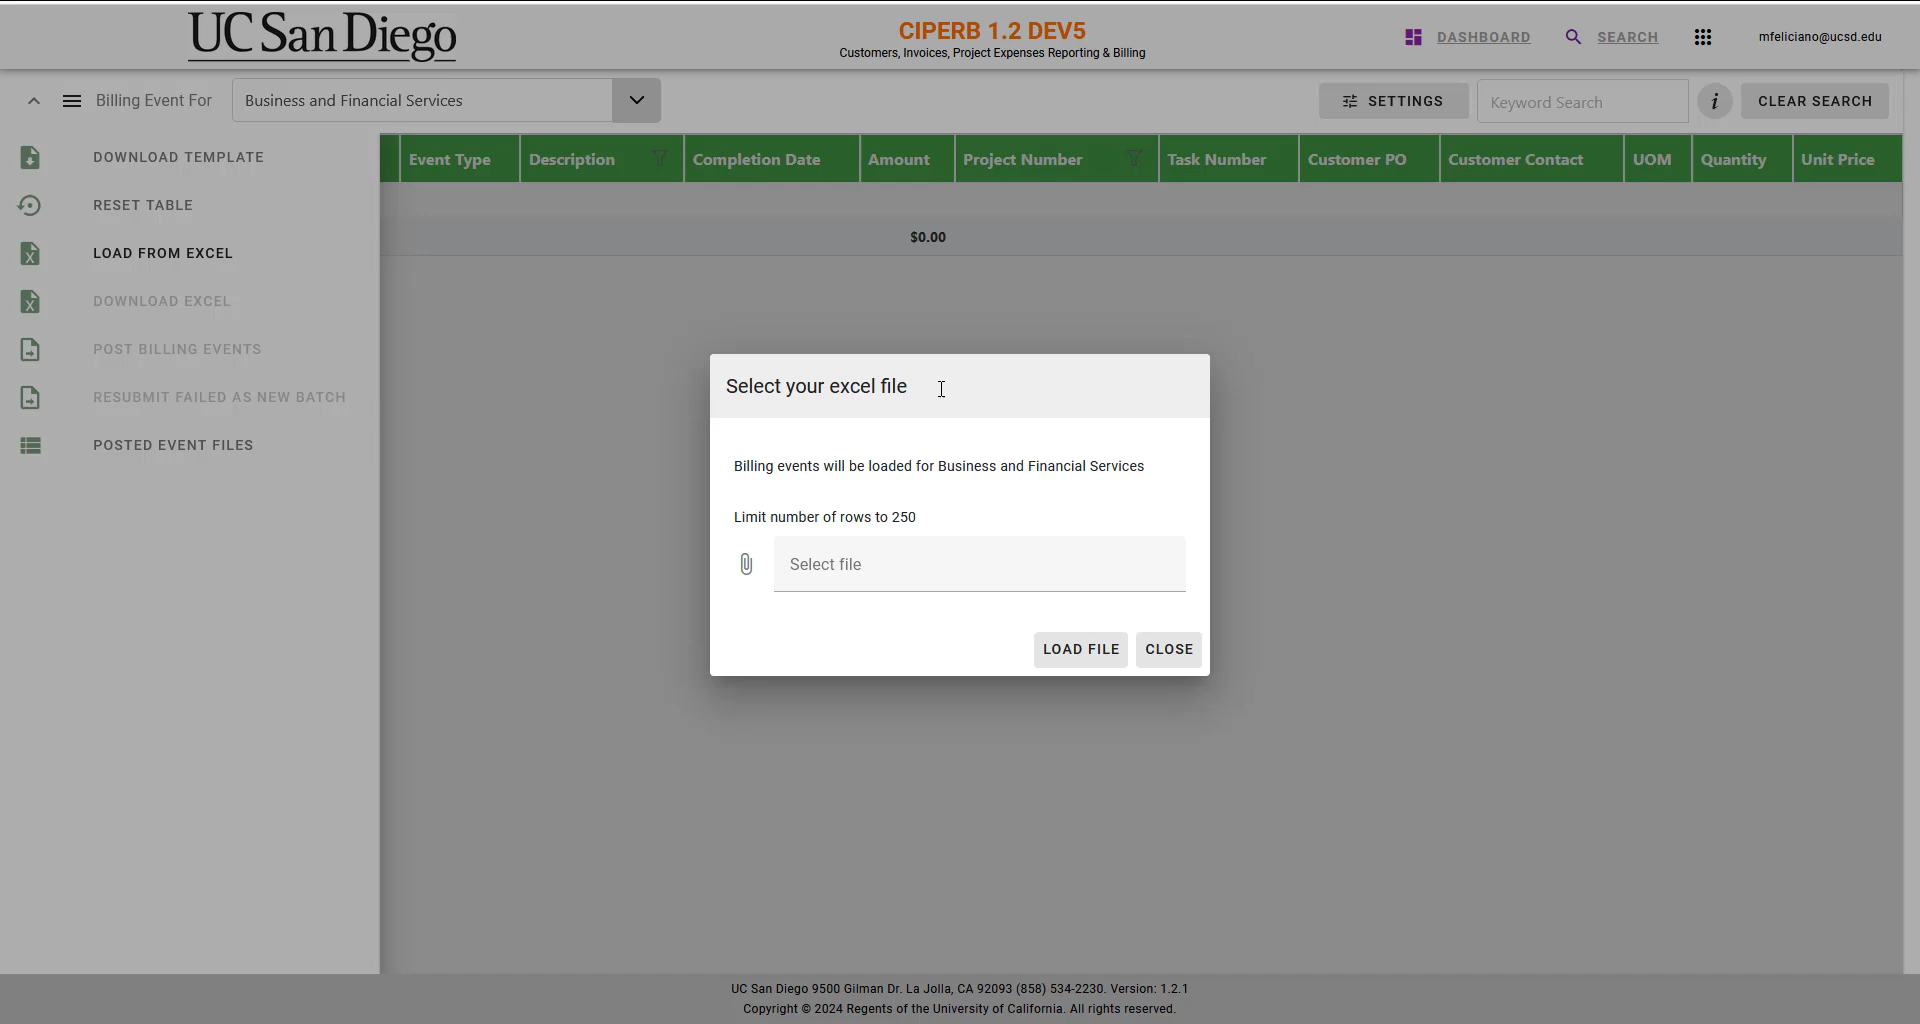 UC San Diego
CIPERB 1.2 DEV5
Customers, Invoices, Project Expenses Reporting & Billing
DASHBOARD
SEARCH
mfeliciano@ucsd.edu
Billing Event For
Business and Financial Services
SETTINGS
Keyword Search
i
CLEAR SEARCH
DOWNLOAD TEMPLATE
RESET TABLE
LOAD FROM EXCEL
DOWNLOAD EXCEL
POST BILLING EVENTS
RESUBMIT FAILED AS NEW BATCH
POSTED EVENT FILES
Event Type Description Completion Date Amount Project Number Task Number Customer PO Customer Contact UOM Quantity Unit Price
$0.00
Select your excel file
Billing events will be loaded for Business and Financial Services
Limit number of rows to 250
Select file
LOAD FILE
CLOSE
UC San Diego 9500 Gilman Dr. La Jolla, CA 92093 (858) 534-2230. Version: 1.2.1
Copyright © 2024 Regents of the University of California. All rights reserved.